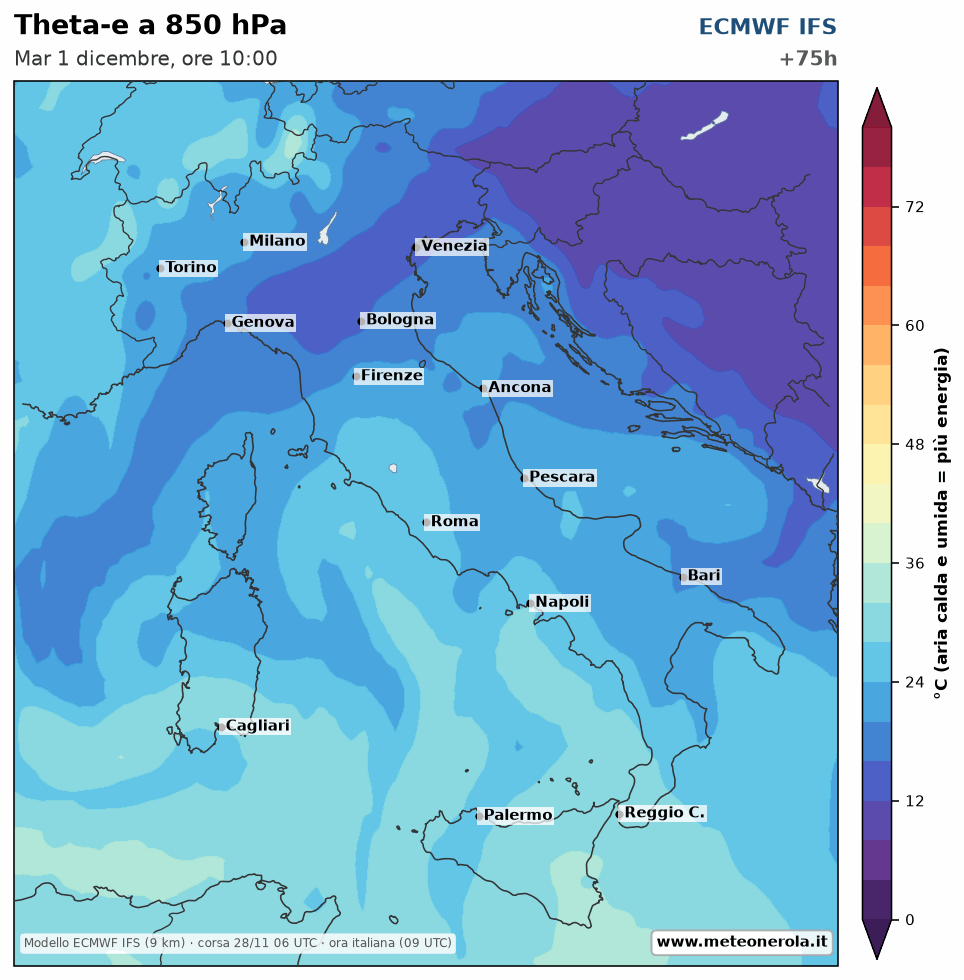 Theta-e a 850 hPa
ECMWF IFS
Mar 1 dicembre, ore 10:00
+75h
Milano
Venezia
Torino
Genova
Bologna
Firenze
Ancona
Pescara
Roma
Bari
Napoli
Cagliari
Palermo
Reggio C.
72
60
48
36
24
12
0
°C (aria calda e umida = più energia)
Modello ECMWF IFS (9 km) · corsa 28/11 06 UTC · ora italiana (09 UTC)
www.meteonerola.it